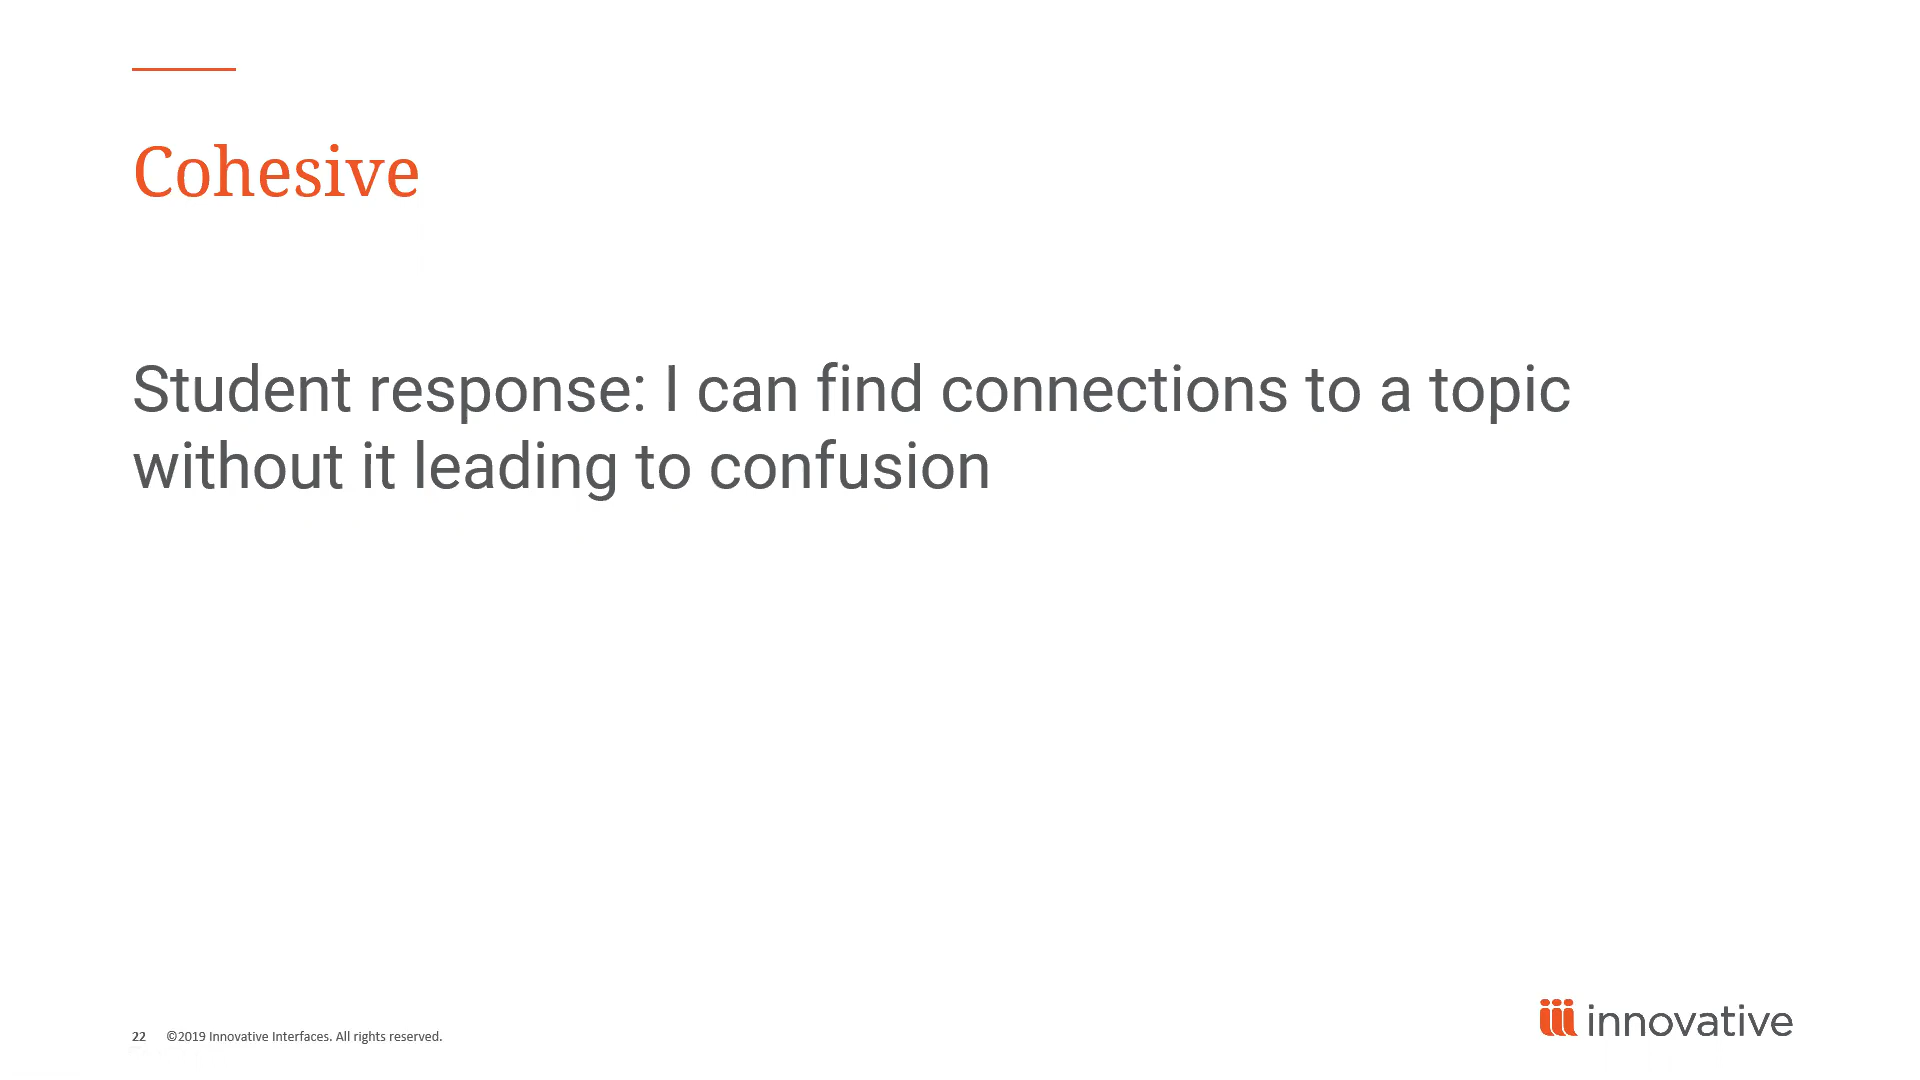 Cohesive
Student response: I can find connections to a topic
without it leading to confusion
22 ©2019 Innovative Interfaces. All rights reserved.
innovative